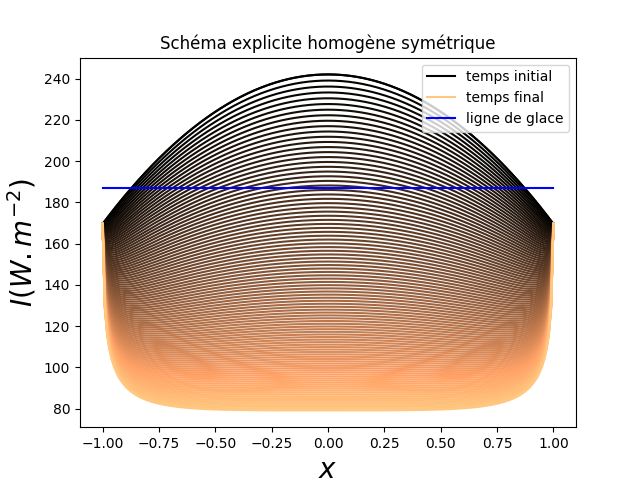 Schéma explicite homogène symétrique
temps initial
temps final
ligne de glace
240
220
200
180
160
140
120
100
80
I(W.m⁻²)
−1.00 −0.75 −0.50 −0.25 0.00 0.25 0.50 0.75 1.00
x